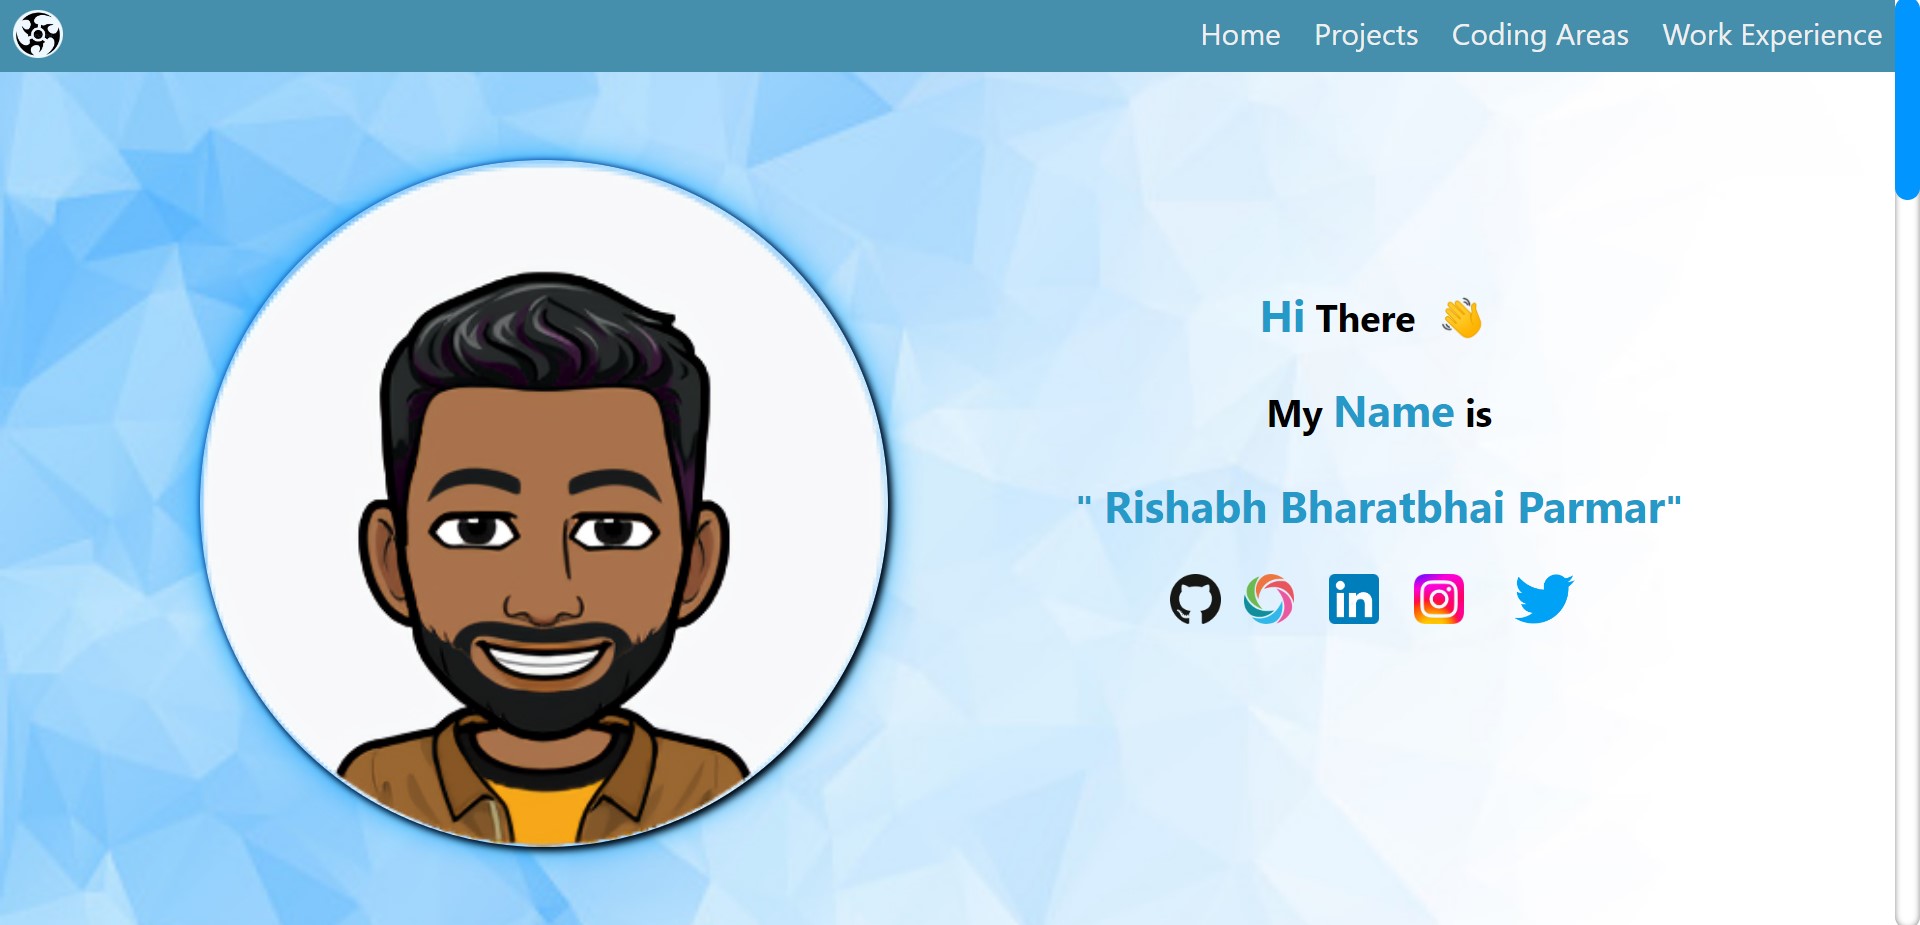 Home Projects Coding Areas Work Experience
Hi There 👋
My Name is
" Rishabh Bharatbhai Parmar"
in